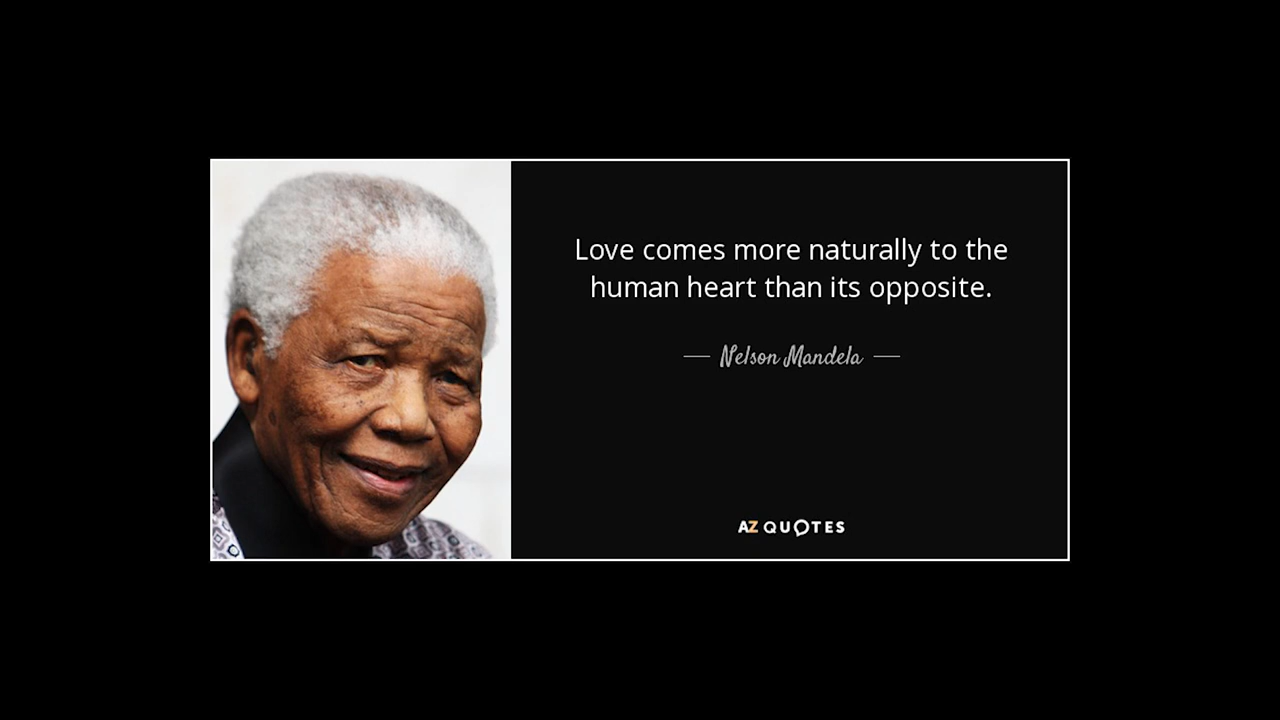 Love comes more naturally to the
human heart than its opposite.
Nelson Mandela
AZ QUOTES